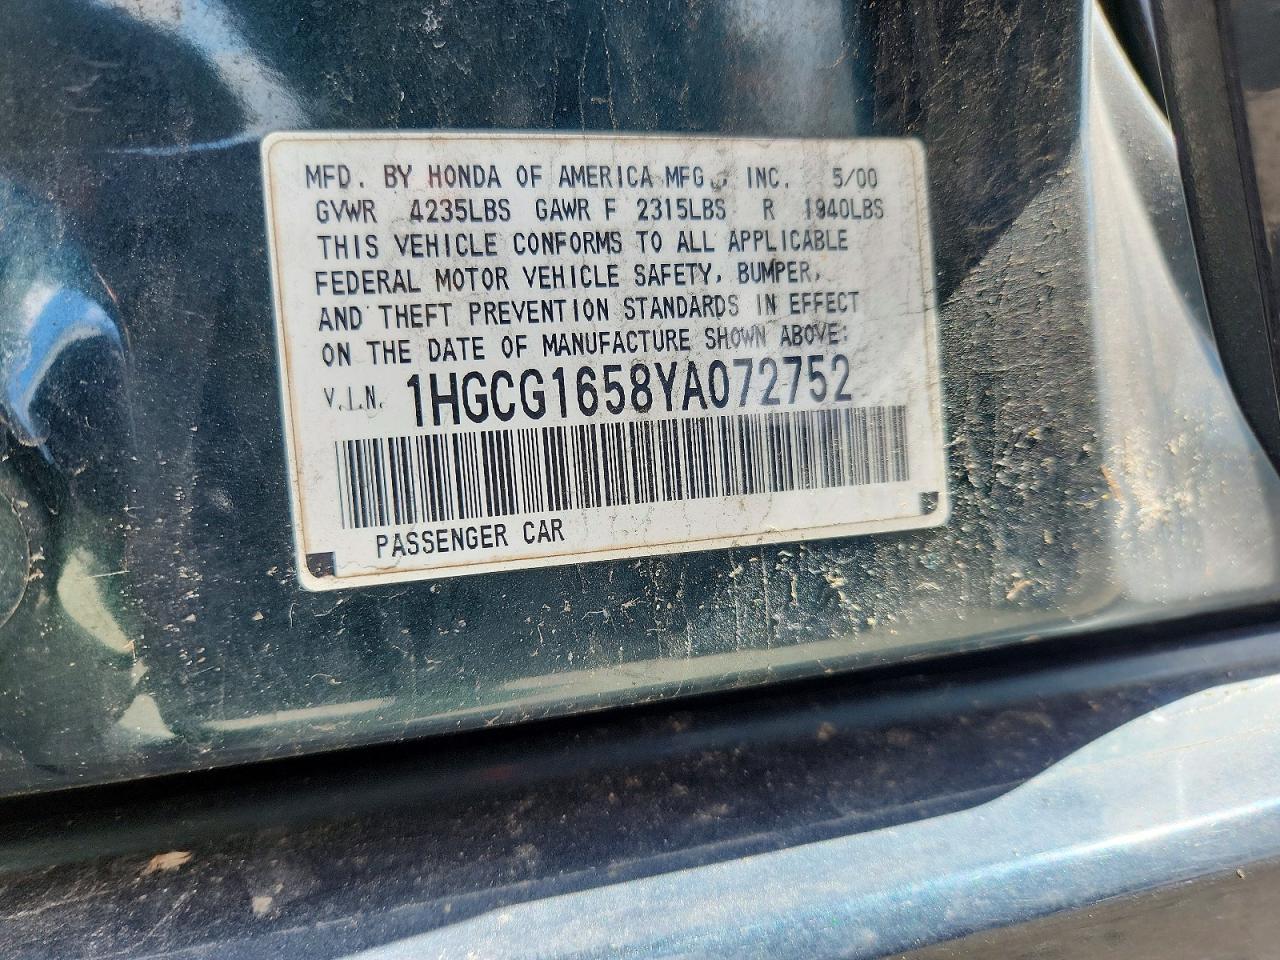 MFD. BY HONDA OF AMERICA MFG., INC. 5/00
GVWR 4235LBS GAWR F 2315LBS R 1940LBS
THIS VEHICLE CONFORMS TO ALL APPLICABLE
FEDERAL MOTOR VEHICLE SAFETY, BUMPER,
AND THEFT PREVENTION STANDARDS IN EFFECT
ON THE DATE OF MANUFACTURE SHOWN ABOVE:
V.I.N. 1HGCG1658YA072752
PASSENGER CAR